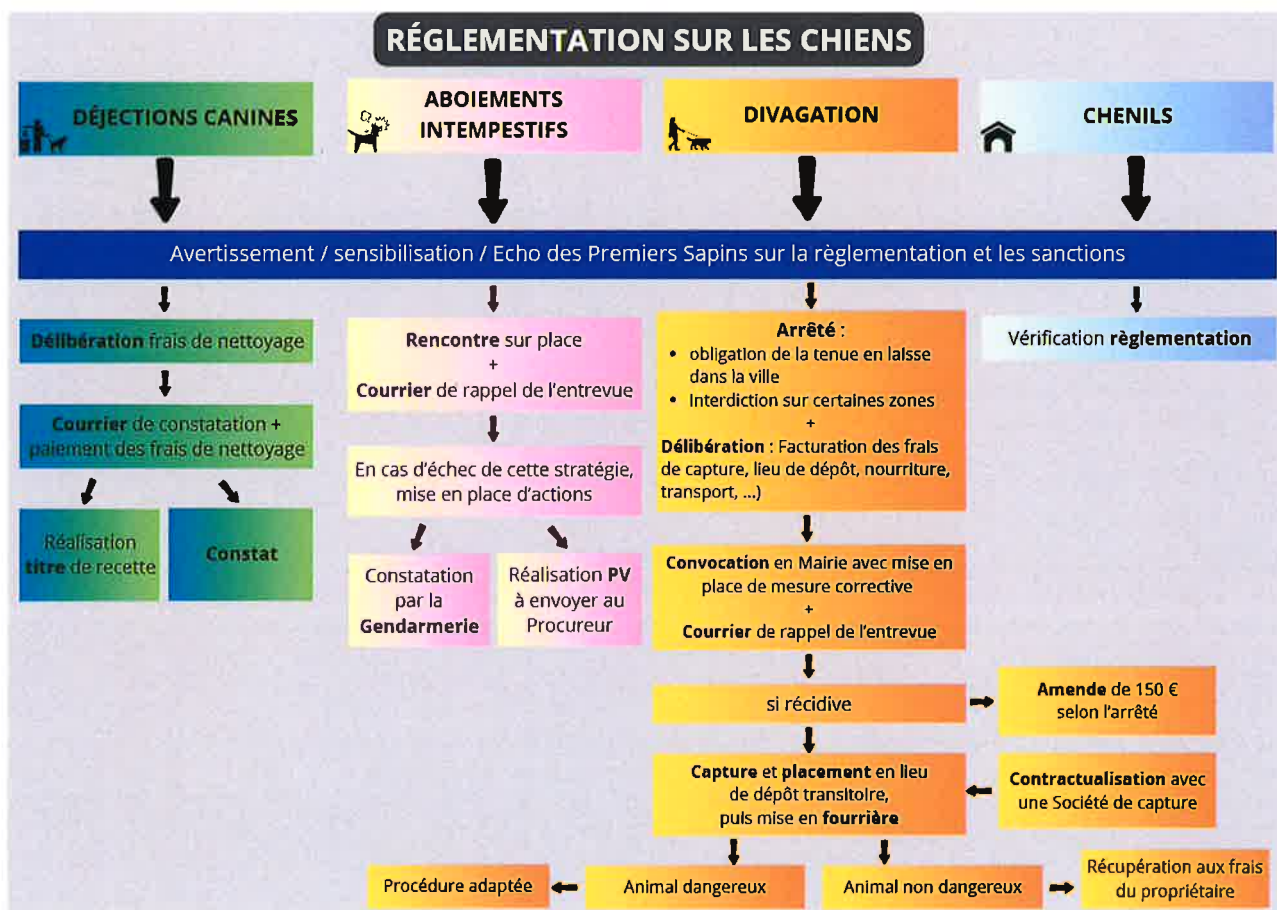 RÉGLEMENTATION SUR LES CHIENS
DÉJECTIONS CANINES
ABOIEMENTS
INTEMPESTIFS
DIVAGATION
CHENILS
Avertissement / sensibilisation / Echo des Premiers Sapins sur la règlementation et les sanctions
Délibération frais de nettoyage
Courrier de constatation +
paiement des frais de nettoyage
Réalisation
titre de recette
Constat
Rencontre sur place
+
Courrier de rappel de l'entrevue
En cas d'échec de cette stratégie,
mise en place d'actions
Constatation
par la
Gendarmerie
Réalisation PV
à envoyer au
Procureur
Arrêté :
• obligation de la tenue en laisse
dans la ville
• Interdiction sur certaines zones
+
Délibération : Facturation des frais
de capture, lieu de dépôt, nourriture,
transport, ...)
Convocation en Mairie avec mise en
place de mesure corrective
+
Courrier de rappel de l'entrevue
si récidive
Amende de 150 €
selon l'arrêté
Capture et placement en lieu
de dépôt transitoire,
puis mise en fourrière
Contractualisation avec
une Société de capture
Procédure adaptée
Animal dangereux
Animal non dangereux
Récupération aux frais
du propriétaire
Vérification règlementation